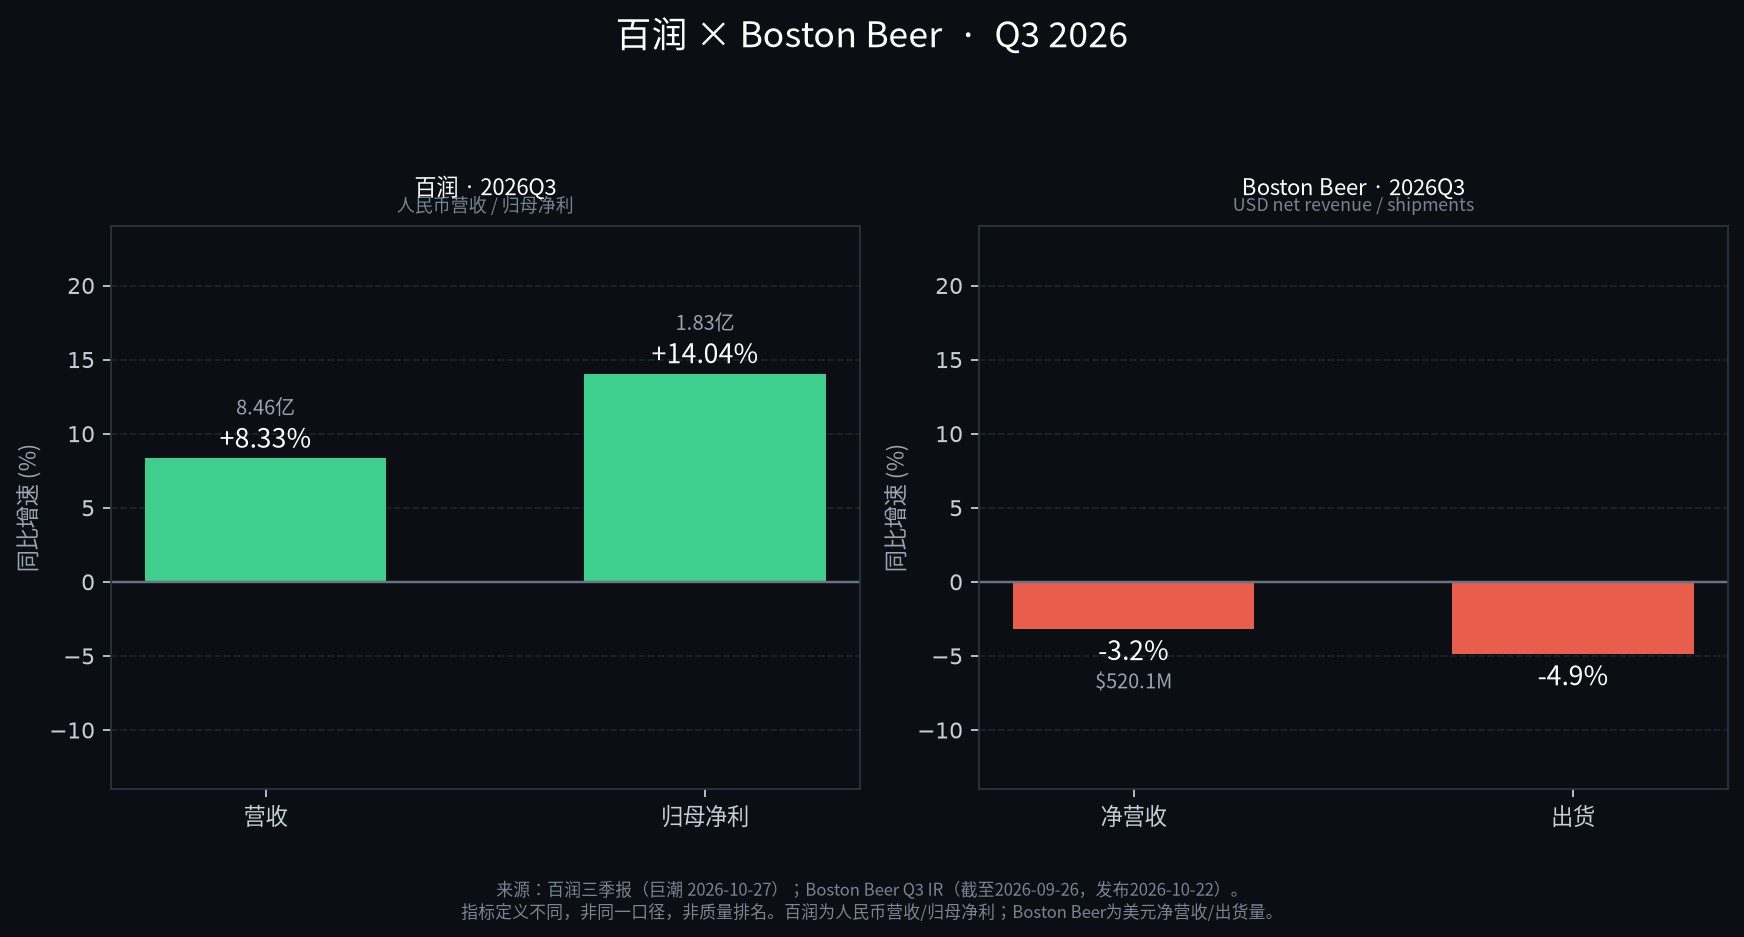 百润 × Boston Beer · Q3 2026
百润 · 2026Q3
人民币营收 / 归母净利
同比增速 (%)
20
15
10
5
0
−5
−10
8.46亿
+8.33%
1.83亿
+14.04%
营收
归母净利
Boston Beer · 2026Q3
USD net revenue / shipments
同比增速 (%)
20
15
10
5
0
−5
−10
-3.2%
$520.1M
-4.9%
净营收
出货
来源：百润三季报（巨潮 2026-10-27）；Boston Beer Q3 IR（截至2026-09-26，发布2026-10-22）。
指标定义不同，非同一口径，非质量排名。百润为人民币营收/归母净利；Boston Beer为美元净营收/出货量。